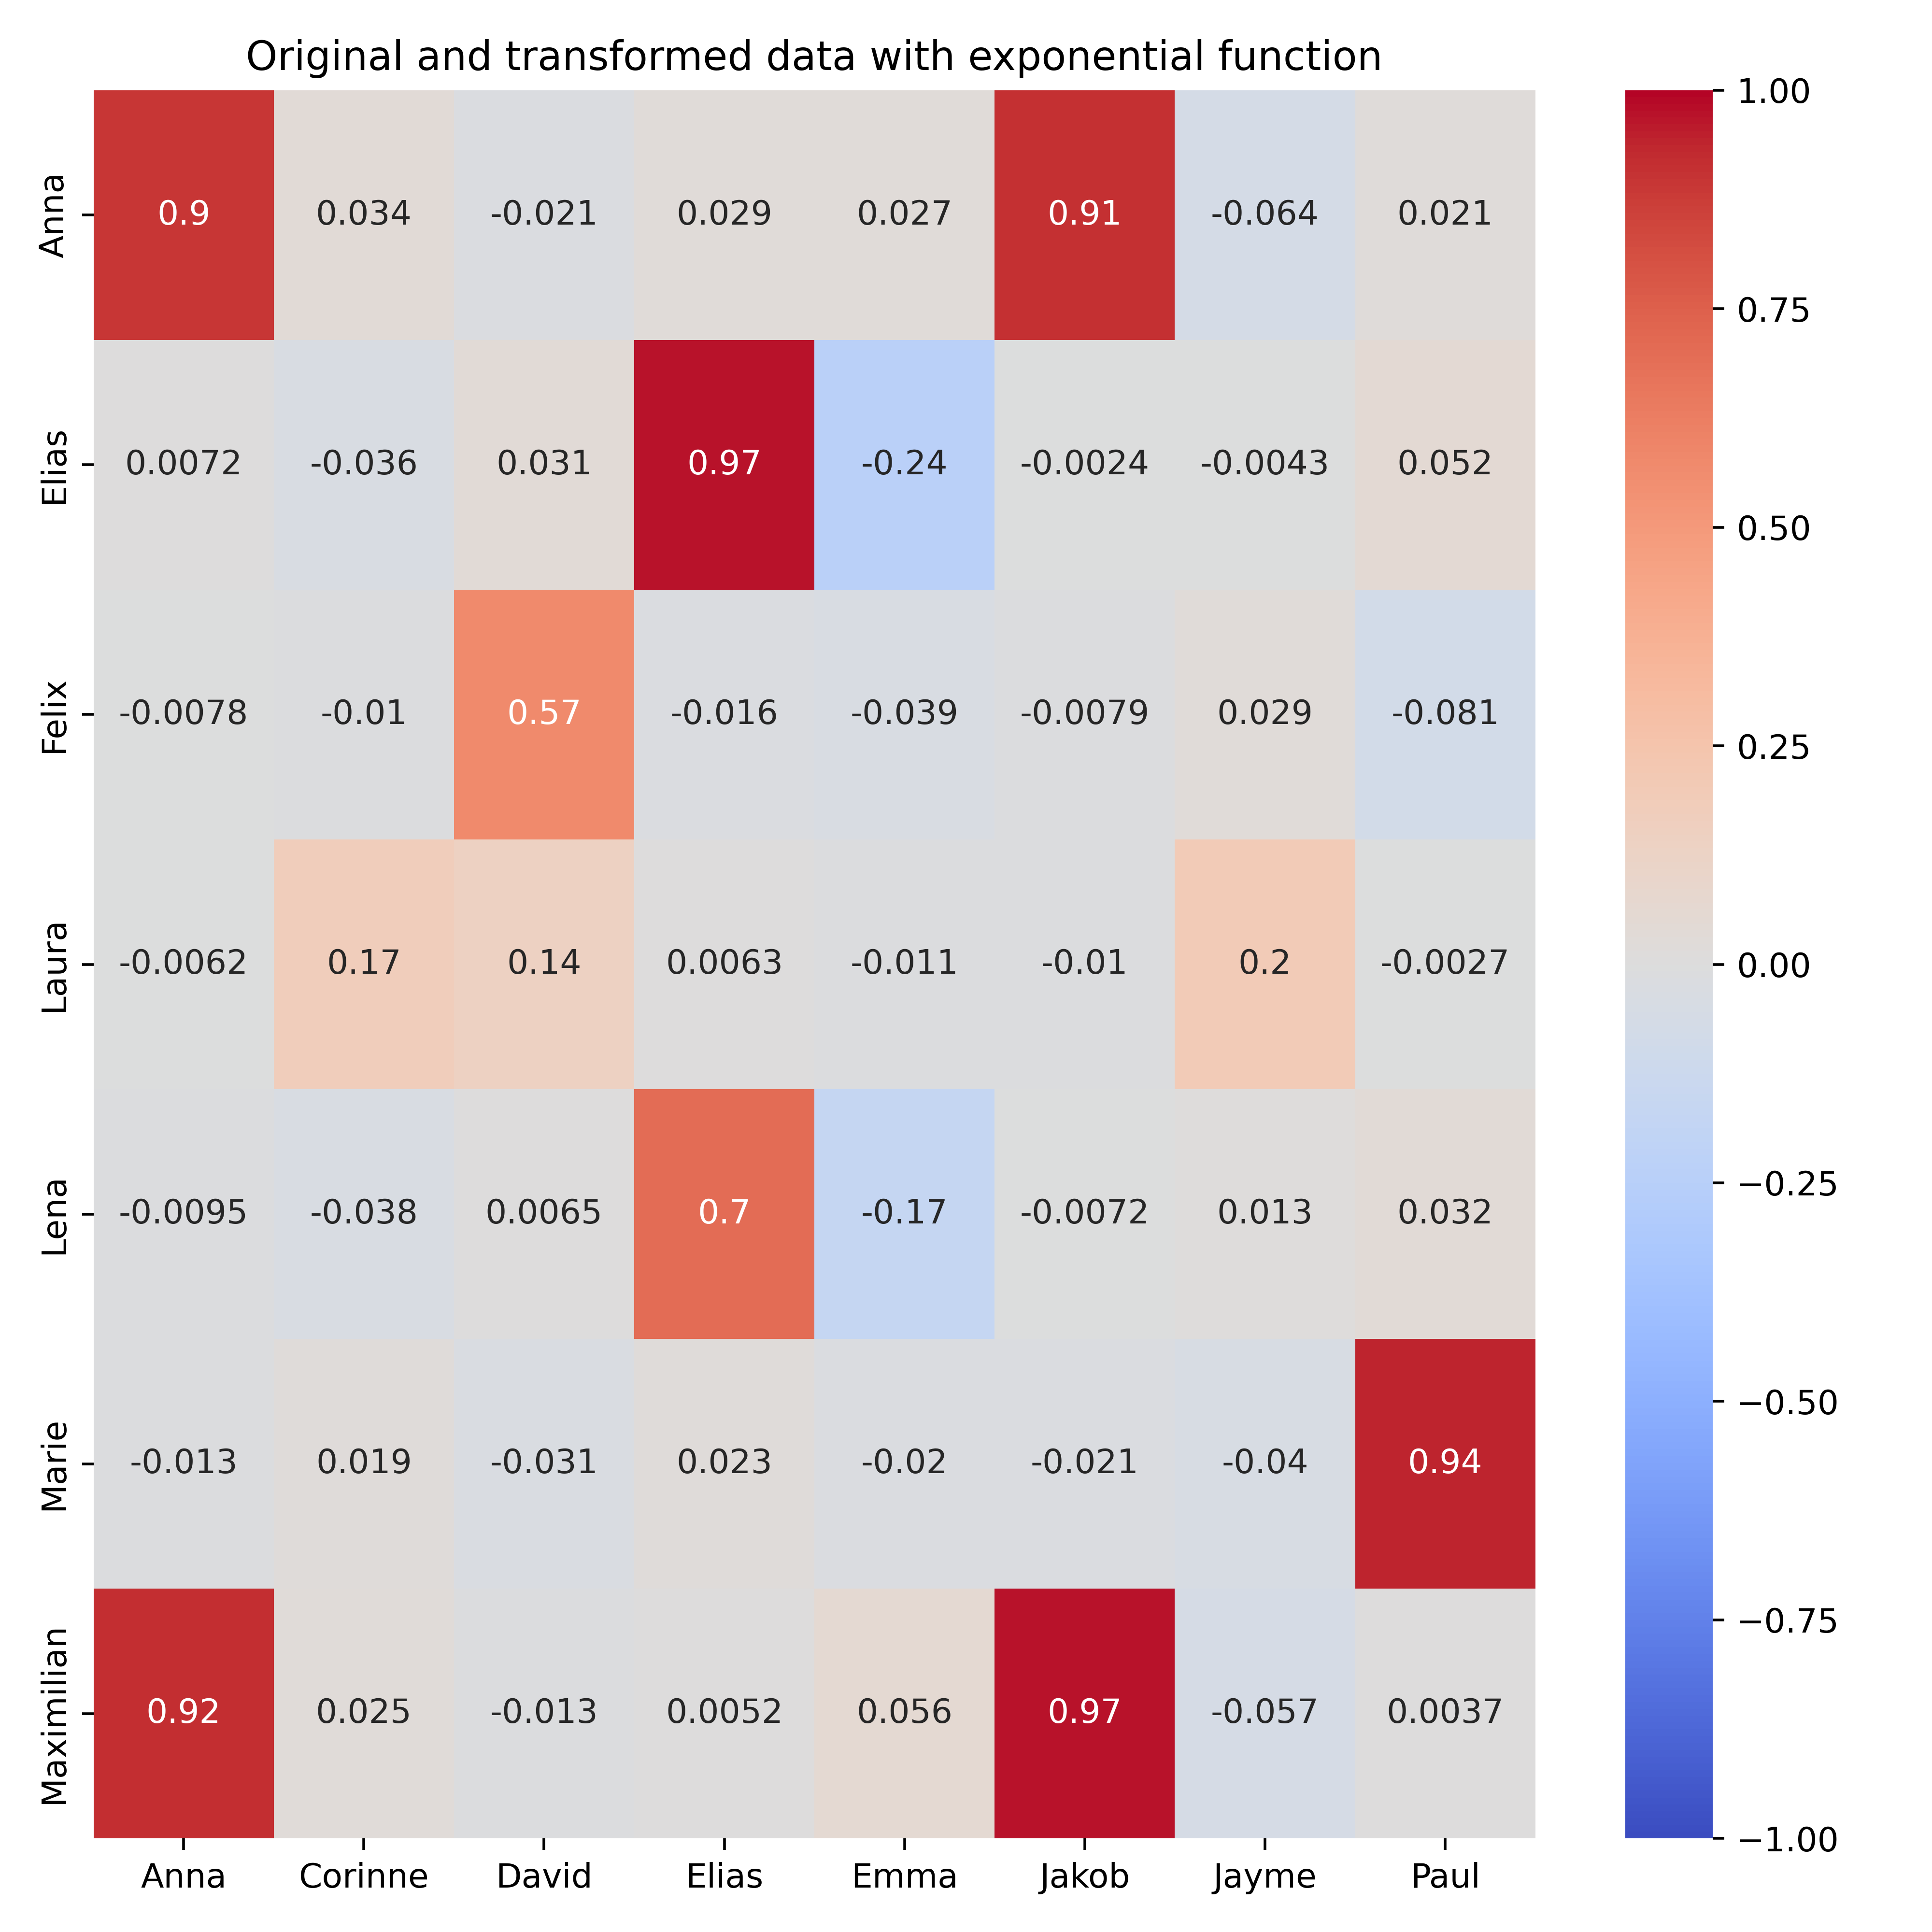 Original and transformed data with exponential function
Anna 0.9 0.034 -0.021 0.029 0.027 0.91 -0.064 0.021
Elias 0.0072 -0.036 0.031 0.97 -0.24 -0.0024 -0.0043 0.052
Felix -0.0078 -0.01 0.57 -0.016 -0.039 -0.0079 0.029 -0.081
Laura -0.0062 0.17 0.14 0.0063 -0.011 -0.01 0.2 -0.0027
Lena -0.0095 -0.038 0.0065 0.7 -0.17 -0.0072 0.013 0.032
Marie -0.013 0.019 -0.031 0.023 -0.02 -0.021 -0.04 0.94
Maximilian 0.92 0.025 -0.013 0.0052 0.056 0.97 -0.057 0.0037
Anna Corinne David Elias Emma Jakob Jayme Paul
1.00
0.75
0.50
0.25
0.00
−0.25
−0.50
−0.75
−1.00